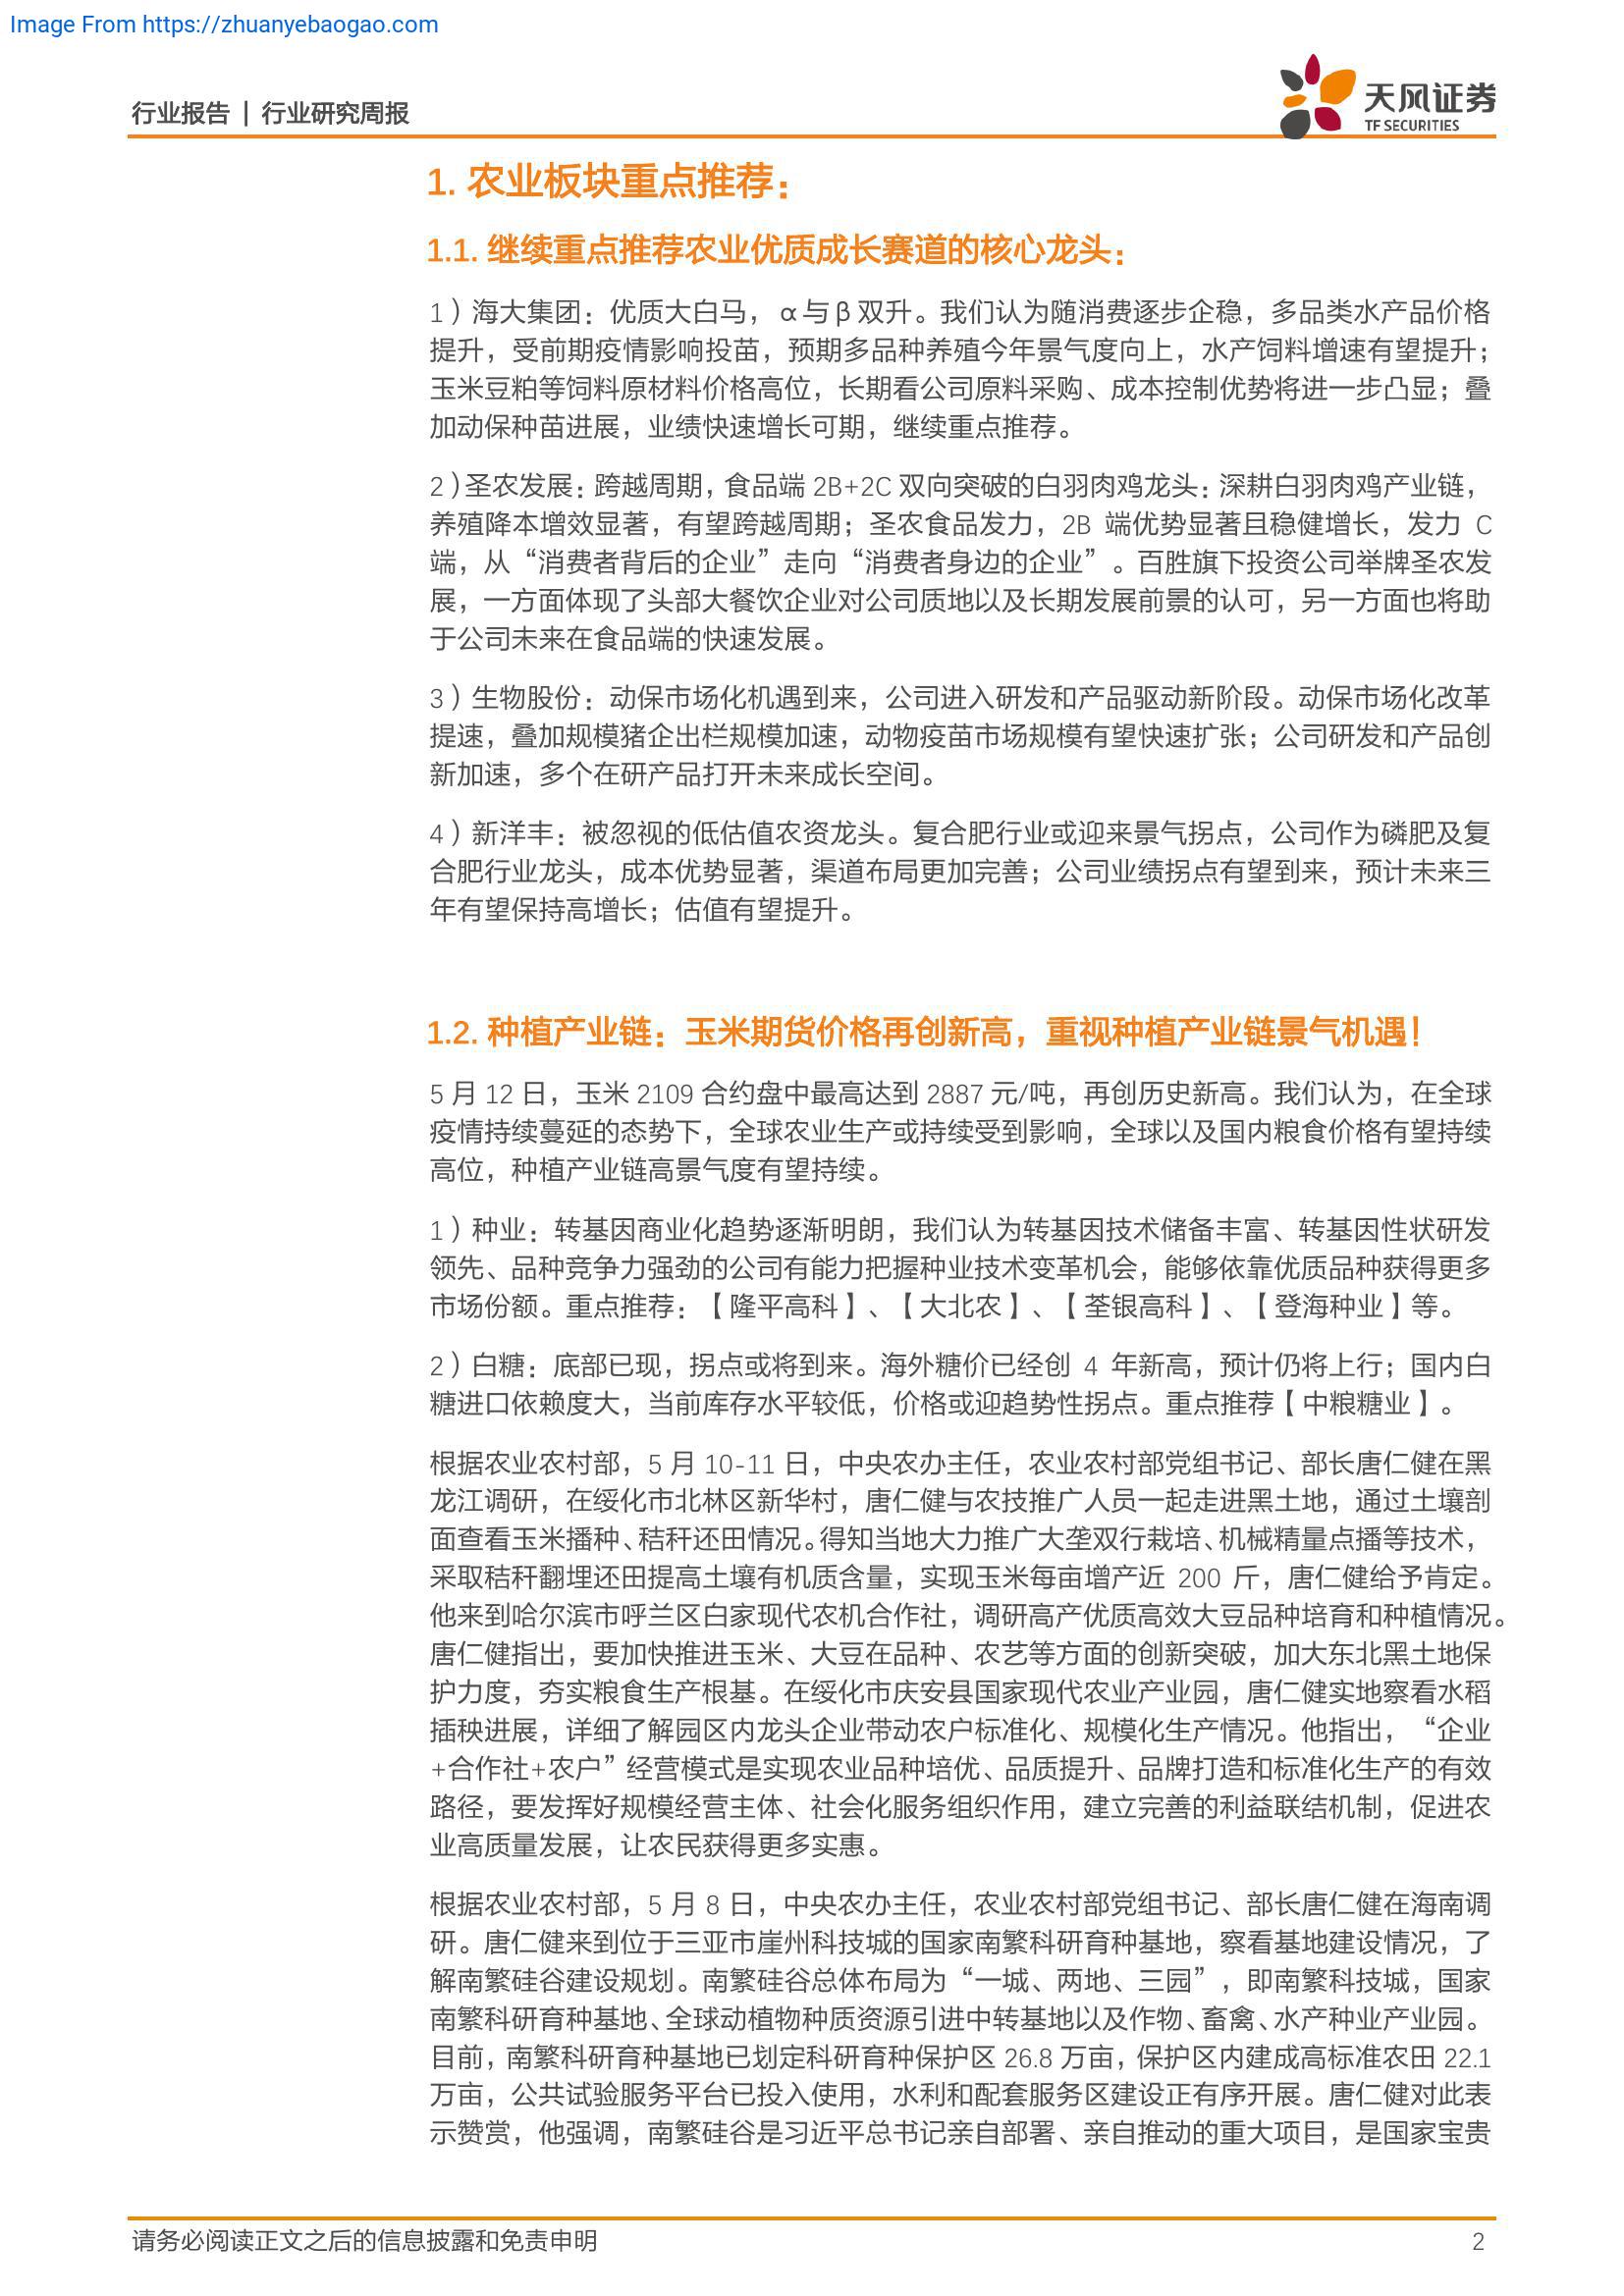 Image From https://zhuanyebaogao.com
行业报告 | 行业研究周报
天风证券
TF SECURITIES
1. 农业板块重点推荐：
1.1. 继续重点推荐农业优质成长赛道的核心龙头：
1）海大集团：优质大白马，α与β双升。我们认为随消费逐步企稳，多品类水产品价格
提升，受前期疫情影响投苗，预期多品种养殖今年景气度向上，水产饲料增速有望提升；
玉米豆粕等饲料原材料价格高位，长期看公司原料采购、成本控制优势将进一步凸显；叠
加动保种苗进展，业绩快速增长可期，继续重点推荐。
2）圣农发展：跨越周期，食品端 2B+2C 双向突破的白羽肉鸡龙头：深耕白羽肉鸡产业链，
养殖降本增效显著，有望跨越周期；圣农食品发力，2B 端优势显著且稳健增长，发力 C
端，从“消费者背后的企业”走向“消费者身边的企业”。百胜旗下投资公司举牌圣农发
展，一方面体现了头部大餐饮企业对公司质地以及长期发展前景的认可，另一方面也将助
于公司未来在食品端的快速发展。
3）生物股份：动保市场化机遇到来，公司进入研发和产品驱动新阶段。动保市场化改革
提速，叠加规模猪企出栏规模加速，动物疫苗市场规模有望快速扩张；公司研发和产品创
新加速，多个在研产品打开未来成长空间。
4）新洋丰：被忽视的低估值农资龙头。复合肥行业或迎来景气拐点，公司作为磷肥及复
合肥行业龙头，成本优势显著，渠道布局更加完善；公司业绩拐点有望到来，预计未来三
年有望保持高增长；估值有望提升。
1.2. 种植产业链：玉米期货价格再创新高，重视种植产业链景气机遇！
5 月 12 日，玉米 2109 合约盘中最高达到 2887 元/吨，再创历史新高。我们认为，在全球
疫情持续蔓延的态势下，全球农业生产或持续受到影响，全球以及国内粮食价格有望持续
高位，种植产业链高景气度有望持续。
1）种业：转基因商业化趋势逐渐明朗，我们认为转基因技术储备丰富、转基因性状研发
领先、品种竞争力强劲的公司有能力把握种业技术变革机会，能够依靠优质品种获得更多
市场份额。重点推荐：【隆平高科】、【大北农】、【荃银高科】、【登海种业】等。
2）白糖：底部已现，拐点或将到来。海外糖价已经创 4 年新高，预计仍将上行；国内白
糖进口依赖度大，当前库存水平较低，价格或迎趋势性拐点。重点推荐【中粮糖业】。
根据农业农村部，5 月 10-11 日，中央农办主任，农业农村部党组书记、部长唐仁健在黑
龙江调研，在绥化市北林区新华村，唐仁健与农技推广人员一起走进黑土地，通过土壤剖
面查看玉米播种、秸秆还田情况。得知当地大力推广大垄双行栽培、机械精量点播等技术，
采取秸秆翻埋还田提高土壤有机质含量，实现玉米每亩增产近 200 斤，唐仁健给予肯定。
他来到哈尔滨市呼兰区白家现代农机合作社，调研高产优质高效大豆品种培育和种植情况。
唐仁健指出，要加快推进玉米、大豆在品种、农艺等方面的创新突破，加大东北黑土地保
护力度，夯实粮食生产根基。在绥化市庆安县国家现代农业产业园，唐仁健实地察看水稻
插秧进展，详细了解园区内龙头企业带动农户标准化、规模化生产情况。他指出，“企业
+合作社+农户”经营模式是实现农业品种培优、品质提升、品牌打造和标准化生产的有效
路径，要发挥好规模经营主体、社会化服务组织作用，建立完善的利益联结机制，促进农
业高质量发展，让农民获得更多实惠。
根据农业农村部，5 月 8 日，中央农办主任，农业农村部党组书记、部长唐仁健在海南调
研。唐仁健来到位于三亚市崖州科技城的国家南繁科研育种基地，察看基地建设情况，了
解南繁硅谷建设规划。南繁硅谷总体布局为“一城、两地、三园”，即南繁科技城，国家
南繁科研育种基地、全球动植物种质资源引进中转基地以及作物、畜禽、水产种业产业园。
目前，南繁科研育种基地已划定科研育种保护区 26.8 万亩，保护区内建成高标准农田 22.1
万亩，公共试验服务平台已投入使用，水利和配套服务区建设正有序开展。唐仁健对此表
示赞赏，他强调，南繁硅谷是习近平总书记亲自部署、亲自推动的重大项目，是国家宝贵
请务必阅读正文之后的信息披露和免责申明
2